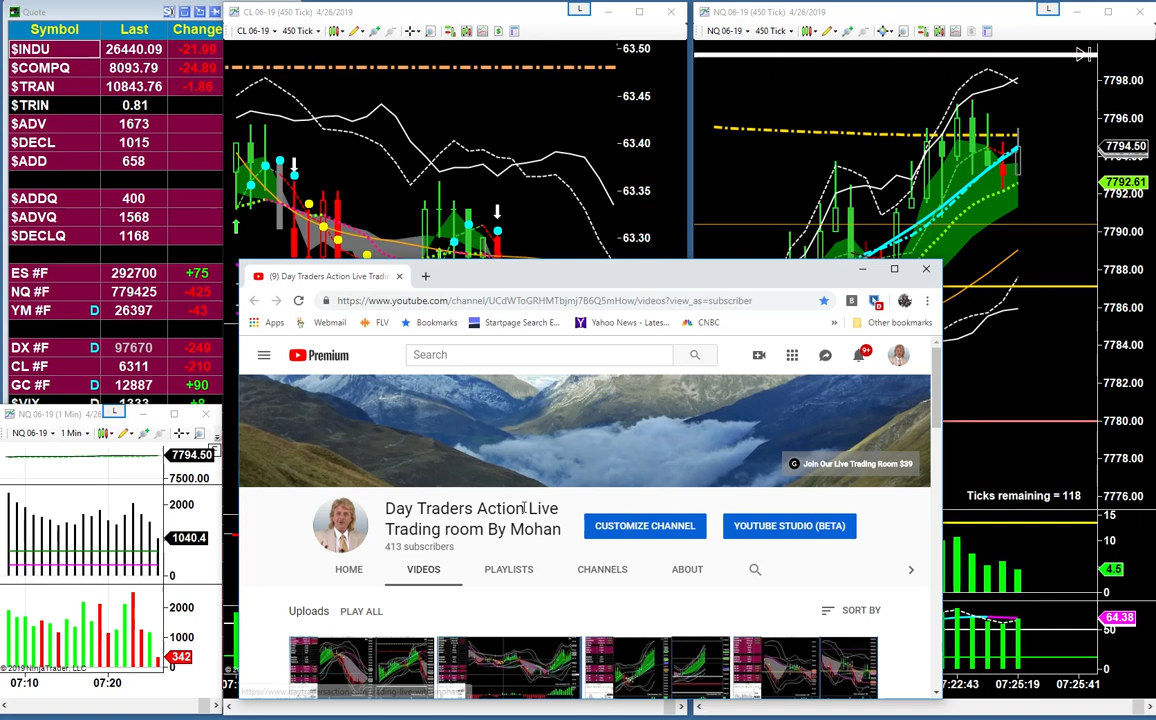 Quote
Symbol Last Change
$INDU 26440.09 -21.99
$COMPQ 8093.79 -24.89
$TRAN 10843.76 -1.86
$TRIN 0.81
$ADV 1673
$DECL 1015
$ADD 658
$ADDQ 400
$ADVQ 1568
$DECLQ 1168
ES #F 292700 +75
NQ #F 779425 -425
YM #F D 26397 -43
DX #F D 97670 -249
CL #F 6311 -210
GC #F D 12887 +90
$VIX 1333 +8
CL 06-19 (450 Tick) 4/26/2019
L
CL 06-19 450 Tick
63.50
63.45
63.40
63.35
63.30
NQ 06-19 (450 Tick) 4/26/2019
L
NQ 06-19 450 Tick
7798.00
7796.00
7794.50
7792.61
7792.00
7790.00
7788.00
7786.00
7784.00
7782.00
7780.00
7778.00
7776.00
Ticks remaining = 118
15
4.5
0
64.38
50
0
7:22:43 07:25:19 07:25:41
NQ 06-19 (1 Min) 4/26
L
NQ 06-19 1 Min
F
7794.50
7500.00
2000
1040.4
0
2000
1000
342
© 2019 NinjaTrader, LLC
07:10 07:20
07:
(9) Day Traders Action Live Tradin
https://www.youtube.com/channel/UCdWToGRHMTbjmj7B6Q5mHow/videos?view_as=subscriber
Apps Webmail FLV Bookmarks Startpage Search E... Yahoo News - Lates... CNBC » Other bookmarks
Premium
Search
9+
G Join Our Live Trading Room $39
Day Traders Action Live
Trading room By Mohan
413 subscribers
CUSTOMIZE CHANNEL
YOUTUBE STUDIO (BETA)
HOME VIDEOS PLAYLISTS CHANNELS ABOUT
Uploads PLAY ALL SORT BY